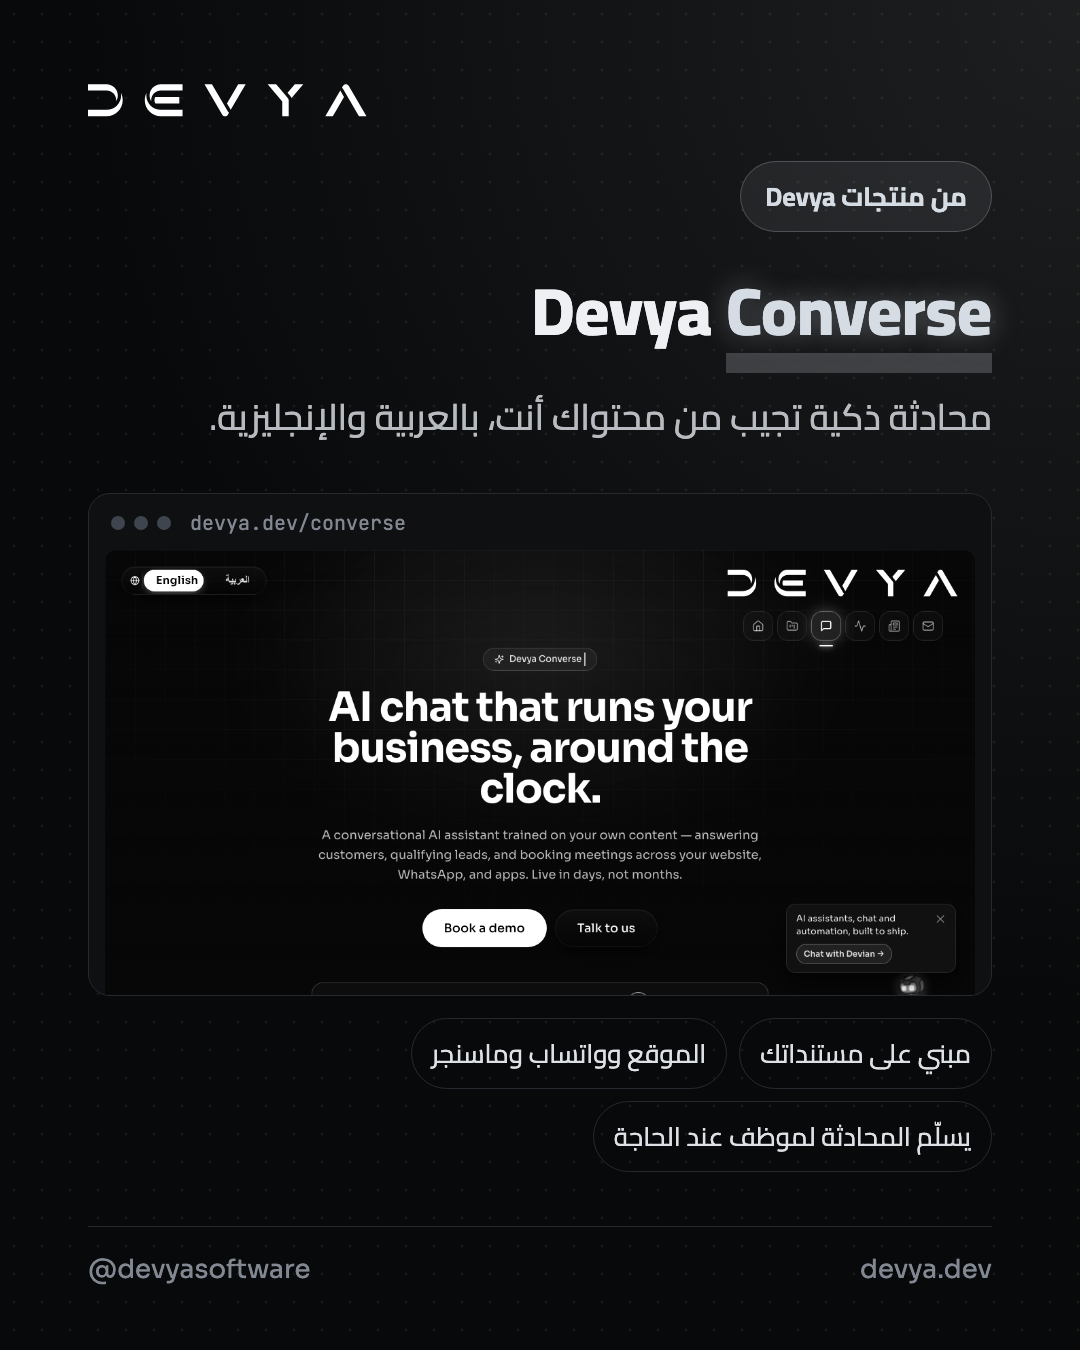 DEVYA
من منتجات Devya
Devya Converse
محادثة ذكية تجيب من محتواك أنت، بالعربية والإنجليزية.
devya.dev/converse
English العربية
DEVYA
Devya Converse
AI chat that runs your
business, around the
clock.
A conversational AI assistant trained on your own content — answering
customers, qualifying leads, and booking meetings across your website,
WhatsApp, and apps. Live in days, not months.
Book a demo Talk to us
AI assistants, chat and
automation, built to ship.
Chat with Devian →
مبني على مستنداتك
الموقع وواتساب وماسنجر
يسلّم المحادثة لموظف عند الحاجة
@devyasoftware
devya.dev